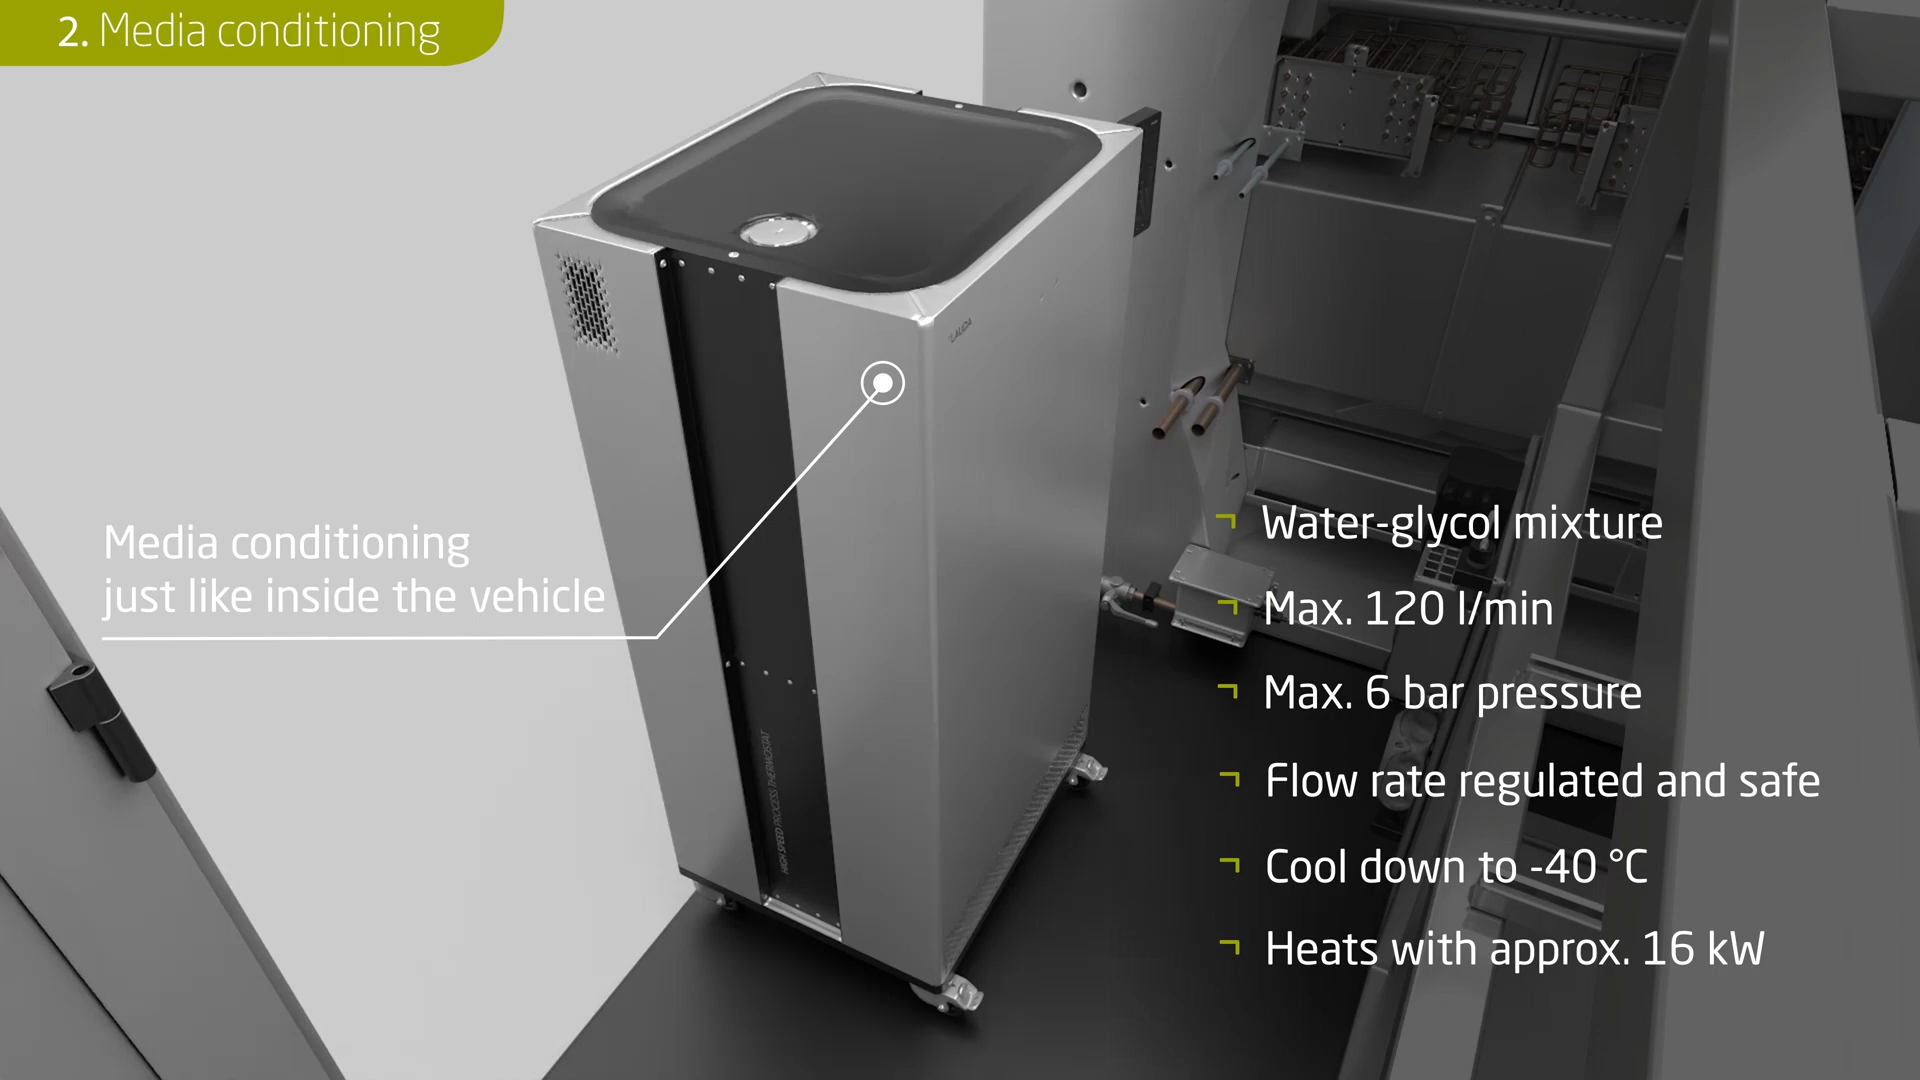 2. Media conditioning
LAUDA
Media conditioning
just like inside the vehicle
HIGH SPEED PROCESS THERMOSTAT
Water-glycol mixture
Max. 120 l/min
Max. 6 bar pressure
Flow rate regulated and safe
Cool down to -40 °C
Heats with approx. 16 kW